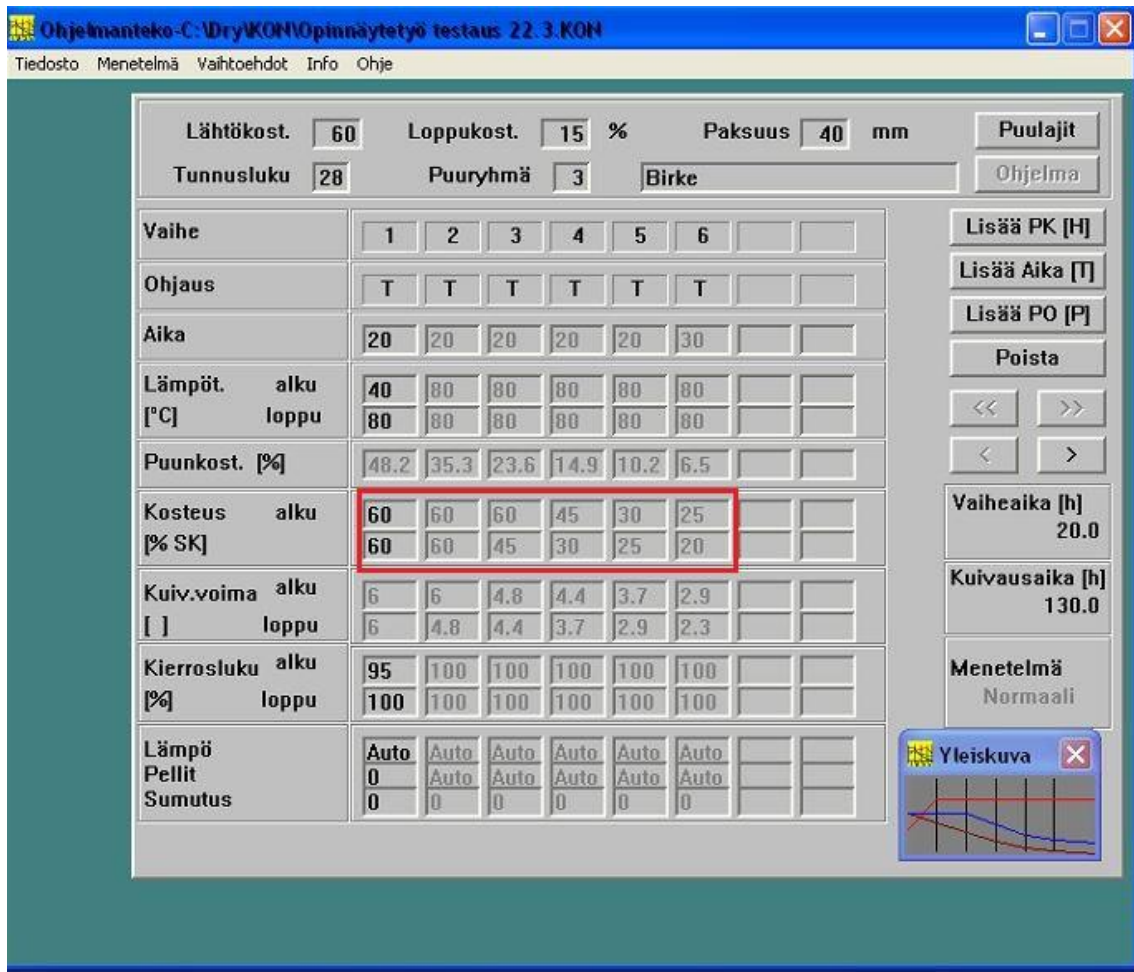 Ohjelmanteko-C:\Dry\KON\Opinnäytetyö testaus 22.3.KON
Tiedosto Menetelmä Vaihtoehdot Info Ohje
Lähtökost. 60 Loppukost. 15 % Paksuus 40 mm Puulajit
Tunnusluku 28 Puuryhmä 3 Birke Ohjelma
Vaihe 1 2 3 4 5 6
Ohjaus T T T T T T
Aika 20 20 20 20 20 30
Lämpöt. alku 40 80 80 80 80 80
[°C] loppu 80 80 80 80 80 80
Puunkost. [%] 48.2 35.3 23.6 14.9 10.2 6.5
Kosteus alku 60 60 60 45 30 25
[% SK] 60 60 45 30 25 20
Kuiv.voima alku 6 6 4.8 4.4 3.7 2.9
[ ] loppu 6 4.8 4.4 3.7 2.9 2.3
Kierrosluku alku 95 100 100 100 100 100
[%] loppu 100 100 100 100 100 100
Lämpö Auto Auto Auto Auto Auto Auto
Pellit 0 Auto Auto Auto Auto Auto
Sumutus 0 0 0 0 0 0
Lisää PK [H]
Lisää Aika [T]
Lisää PO [P]
Poista
<< >>
< >
Vaiheaika [h]
20.0
Kuivausaika [h]
130.0
Menetelmä
Normaali
Yleiskuva